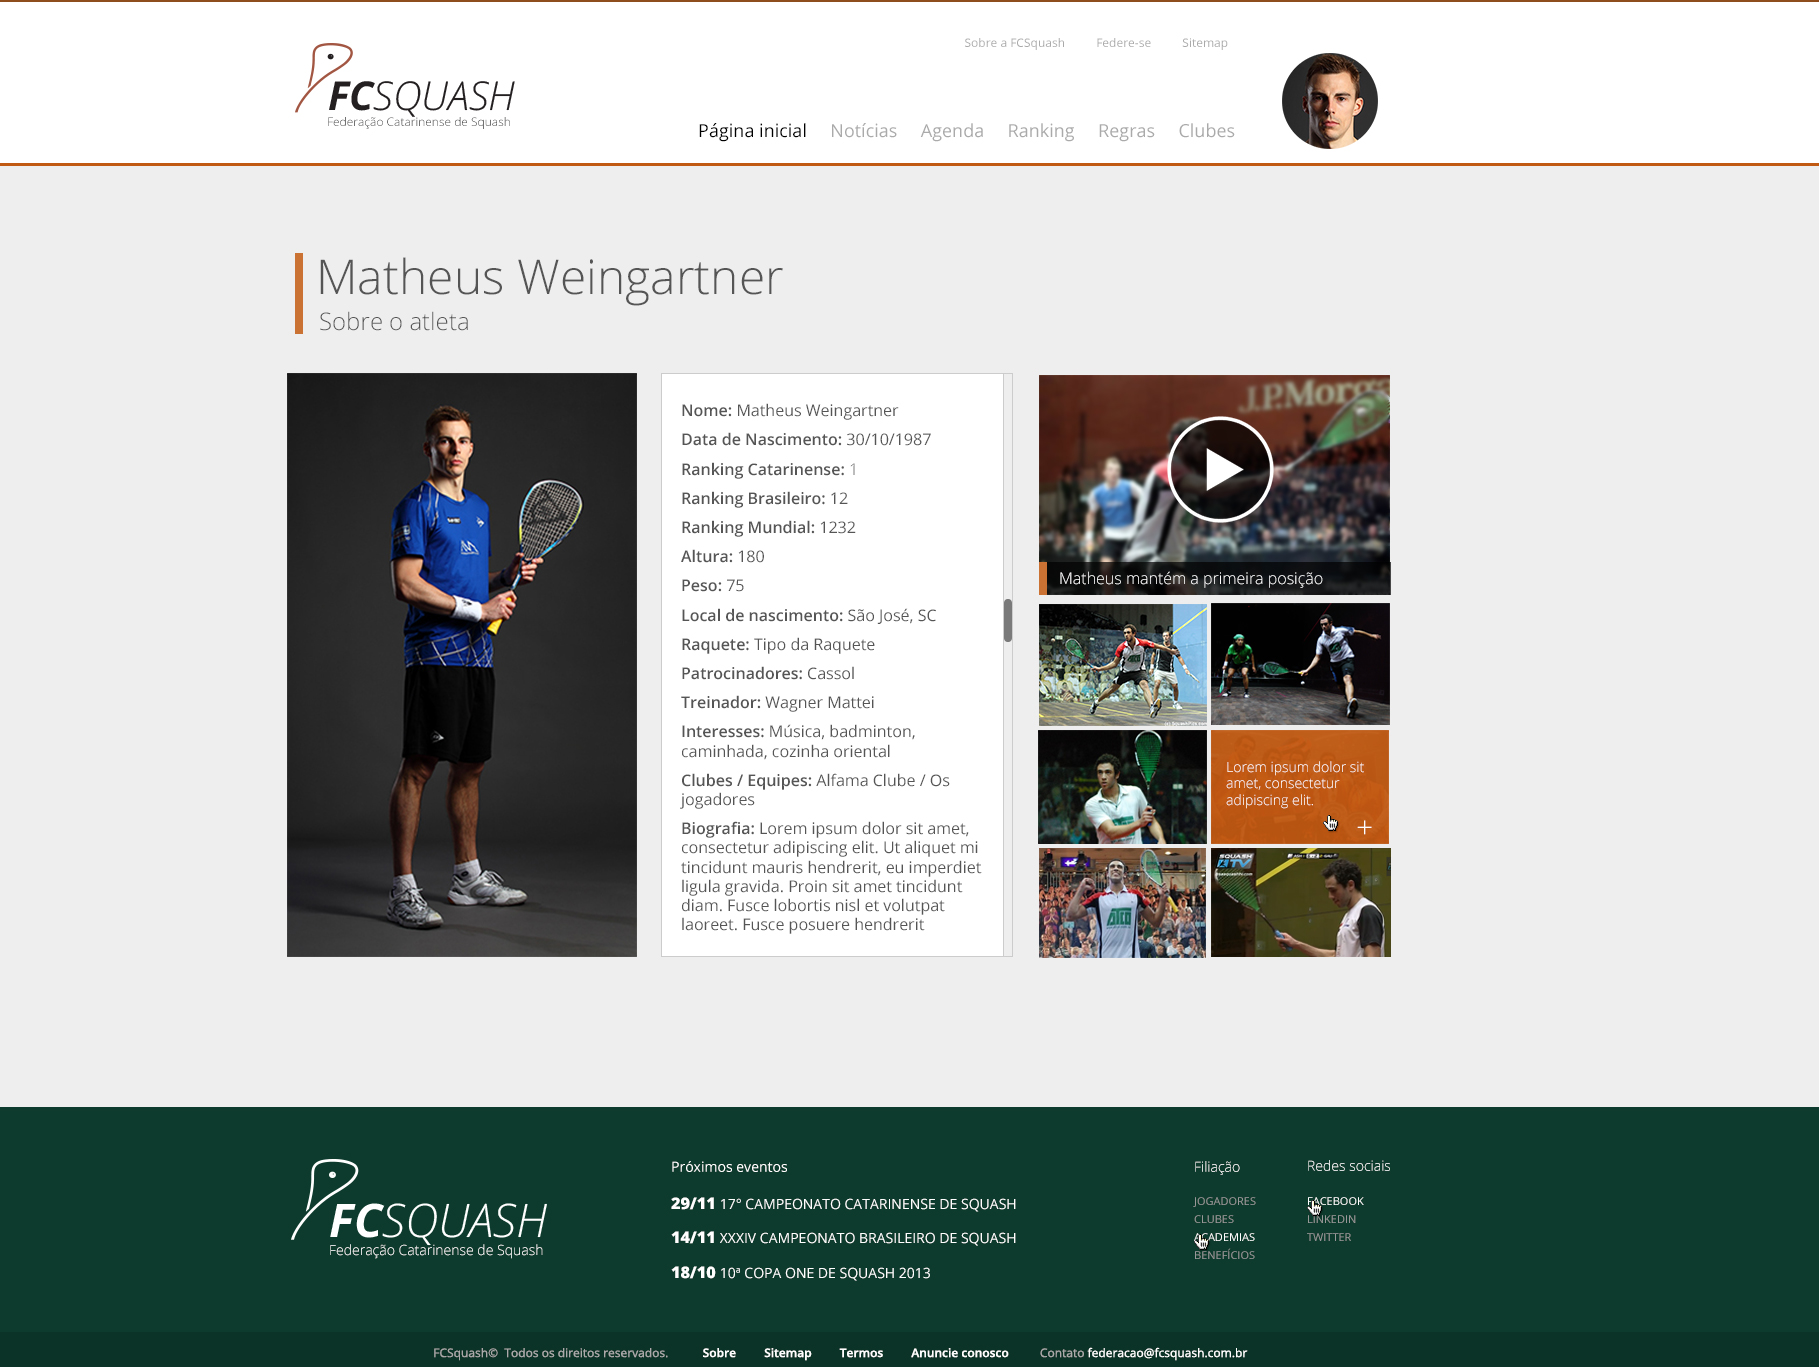 Sobre a FCSquash Federe-se Sitemap
FCSQUASH
Federação Catarinense de Squash
Página inicial Notícias Agenda Ranking Regras Clubes
Matheus Weingartner
Sobre o atleta
Nome: Matheus Weingartner
Data de Nascimento: 30/10/1987
Ranking Catarinense: 1
Ranking Brasileiro: 12
Ranking Mundial: 1232
Altura: 180
Peso: 75
Local de nascimento: São José, SC
Raquete: Tipo da Raquete
Patrocinadores: Cassol
Treinador: Wagner Mattei
Interesses: Música, badminton,
caminhada, cozinha oriental
Clubes / Equipes: Alfama Clube / Os
jogadores
Biografia: Lorem ipsum dolor sit amet,
consectetur adipiscing elit. Ut aliquet mi
tincidunt mauris hendrerit, eu imperdiet
ligula gravida. Proin sit amet tincidunt
diam. Fusce lobortis nisl et volutpat
laoreet. Fusce posuere hendrerit
J.P.Morga
Matheus mantém a primeira posição
Lorem ipsum dolor sit
amet, consectetur
adipiscing elit.
SQUASH
TV
FCSQUASH
Federação Catarinense de Squash
Próximos eventos
29/11 17° CAMPEONATO CATARINENSE DE SQUASH
14/11 XXXIV CAMPEONATO BRASILEIRO DE SQUASH
18/10 10ª COPA ONE DE SQUASH 2013
Filiação
JOGADORES
CLUBES
ACADEMIAS
BENEFÍCIOS
Redes sociais
FACEBOOK
LINKEDIN
TWITTER
FCSquash© Todos os direitos reservados. Sobre Sitemap Termos Anuncie conosco Contato federacao@fcsquash.com.br